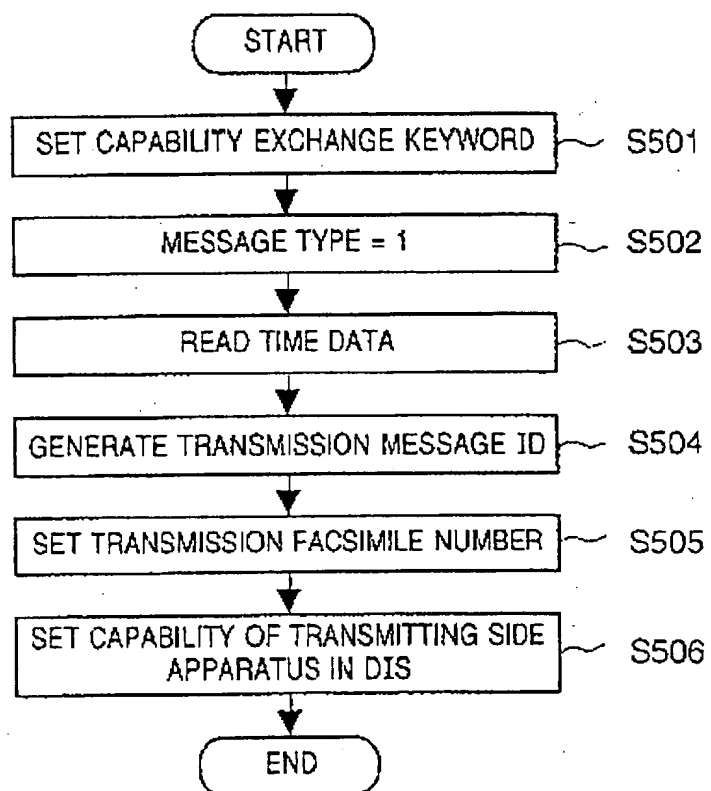 START
SET CAPABILITY EXCHANGE KEYWORD S501
MESSAGE TYPE = 1 S502
READ TIME DATA S503
GENERATE TRANSMISSION MESSAGE ID S504
SET TRANSMISSION FACSIMILE NUMBER S505
SET CAPABILITY OF TRANSMITTING SIDE
APPARATUS IN DIS S506
END